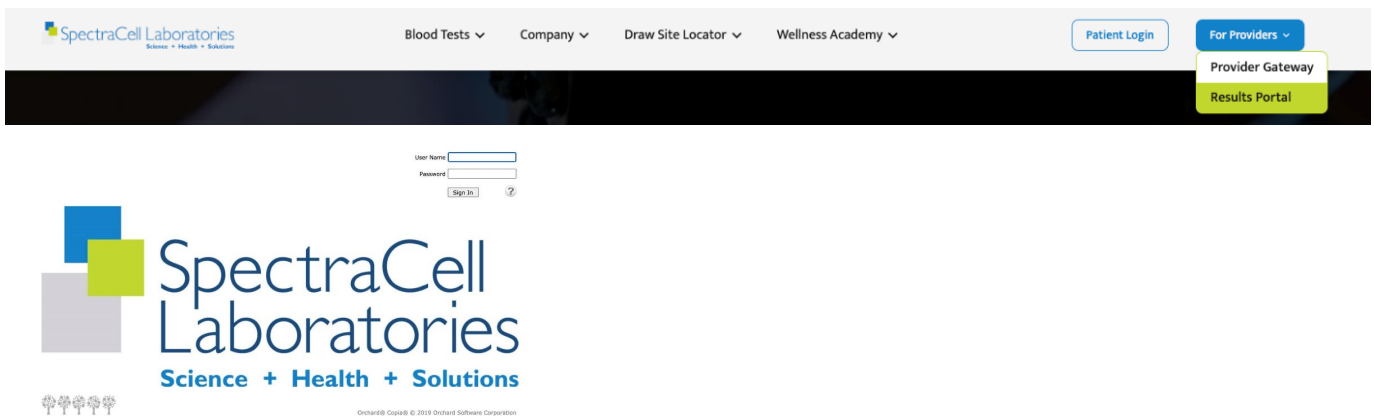 SpectraCell Laboratories
Science + Health + Solutions
Blood Tests
Company
Draw Site Locator
Wellness Academy
Patient Login
For Providers
Provider Gateway
Results Portal
User Name
Password
Sign In
?
SpectraCell
Laboratories
Science + Health + Solutions
Orchard® Copia® © 2019 Orchard Software Corporation